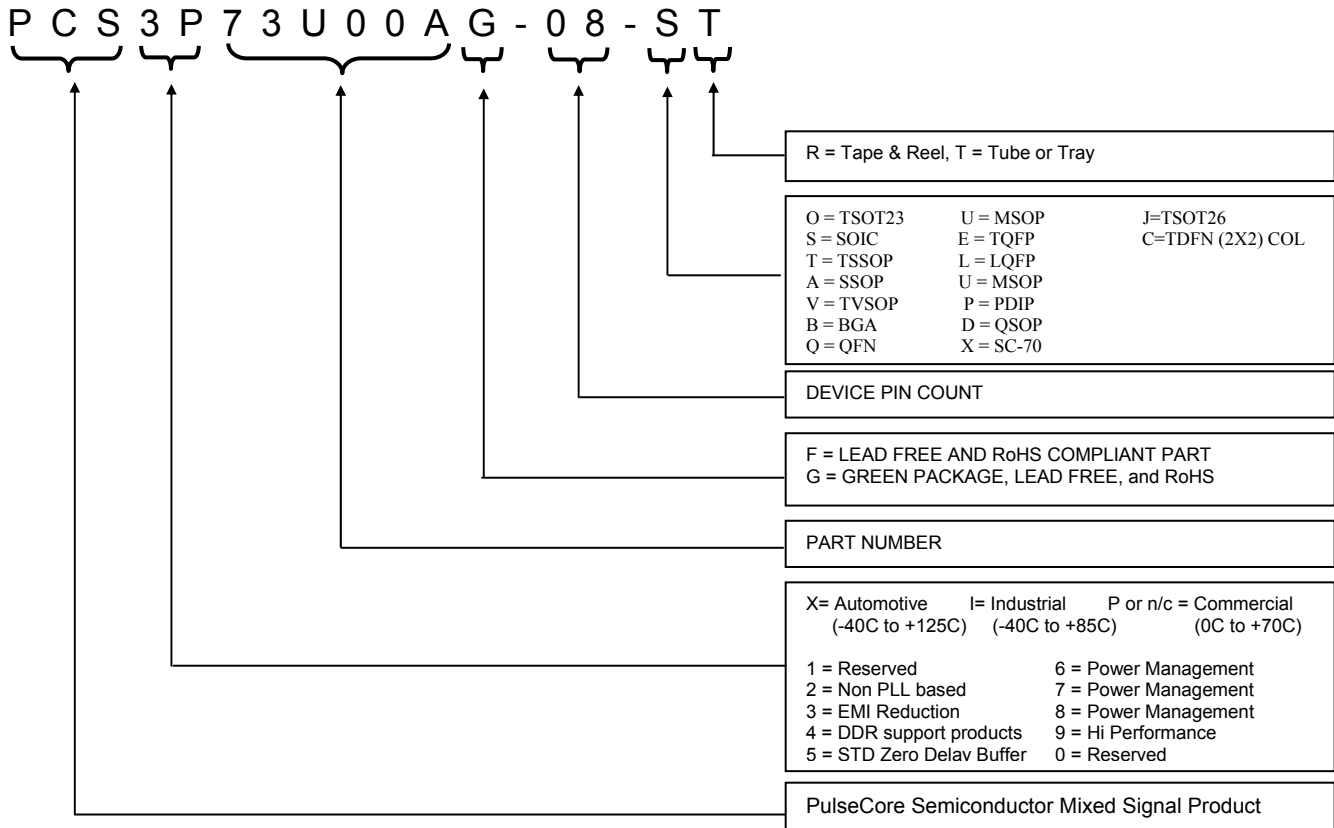 P C S 3 P 7 3 U 0 0 A G - 0 8 - S T
R = Tape & Reel, T = Tube or Tray
O = TSOT23 U = MSOP J=TSOT26
S = SOIC E = TQFP C=TDFN (2X2) COL
T = TSSOP L = LQFP
A = SSOP U = MSOP
V = TVSOP P = PDIP
B = BGA D = QSOP
Q = QFN X = SC-70
DEVICE PIN COUNT
F = LEAD FREE AND RoHS COMPLIANT PART
G = GREEN PACKAGE, LEAD FREE, and RoHS
PART NUMBER
X= Automotive I= Industrial P or n/c = Commercial
(-40C to +125C) (-40C to +85C) (0C to +70C)
1 = Reserved 6 = Power Management
2 = Non PLL based 7 = Power Management
3 = EMI Reduction 8 = Power Management
4 = DDR support products 9 = Hi Performance
5 = STD Zero Delav Buffer 0 = Reserved
PulseCore Semiconductor Mixed Signal Product